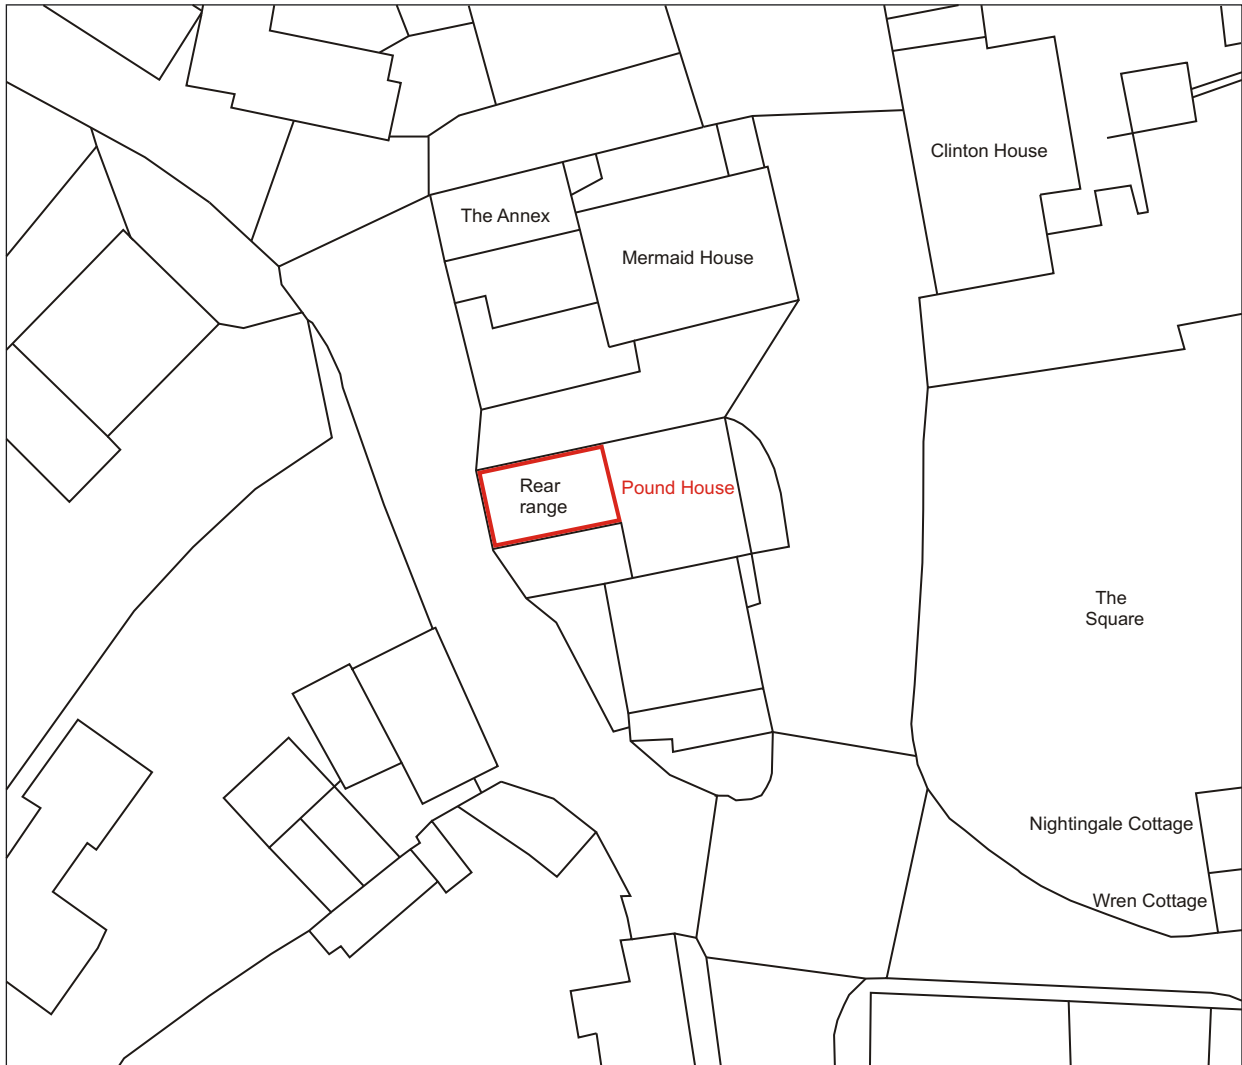 Clinton House
The Annex
Mermaid House
Rear
range
Pound House
The
Square
Nightingale Cottage
Wren Cottage